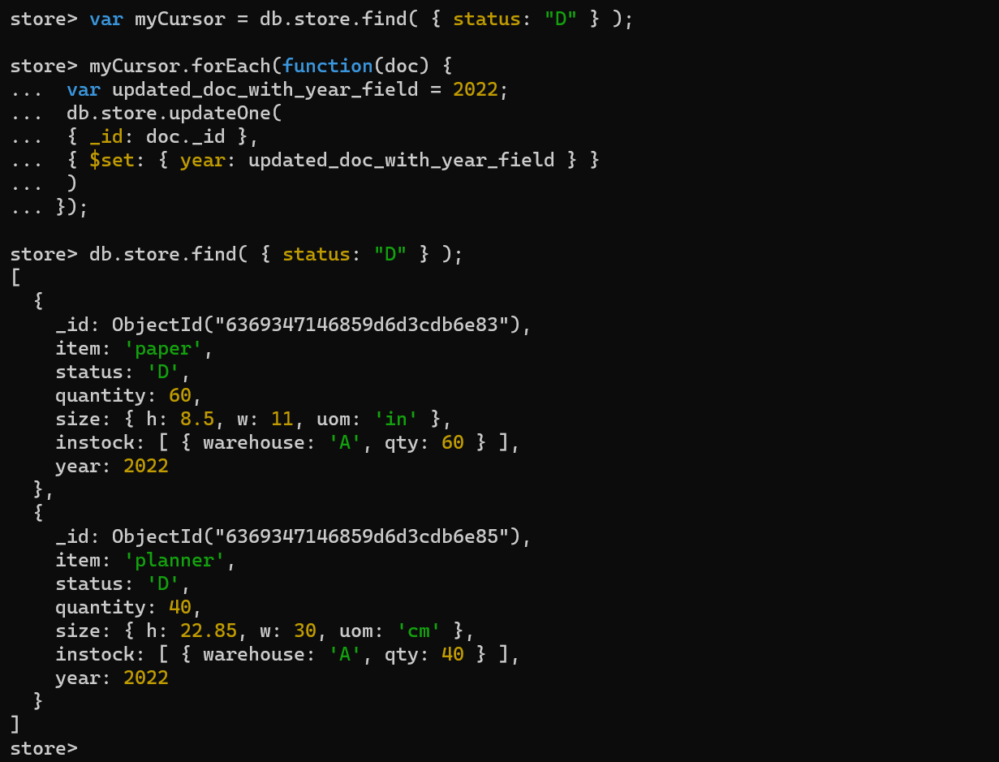 store> var myCursor = db.store.find( { status: "D" } );
store> myCursor.forEach(function(doc) {
...  var updated_doc_with_year_field = 2022;
...  db.store.updateOne(
...  { _id: doc._id },
...  { $set: { year: updated_doc_with_year_field } }
...  )
... });
store> db.store.find( { status: "D" } );
[
  {
    _id: ObjectId("6369347146859d6d3cdb6e83"),
    item: 'paper',
    status: 'D',
    quantity: 60,
    size: { h: 8.5, w: 11, uom: 'in' },
    instock: [ { warehouse: 'A', qty: 60 } ],
    year: 2022
  },
  {
    _id: ObjectId("6369347146859d6d3cdb6e85"),
    item: 'planner',
    status: 'D',
    quantity: 40,
    size: { h: 22.85, w: 30, uom: 'cm' },
    instock: [ { warehouse: 'A', qty: 40 } ],
    year: 2022
  }
]
store>